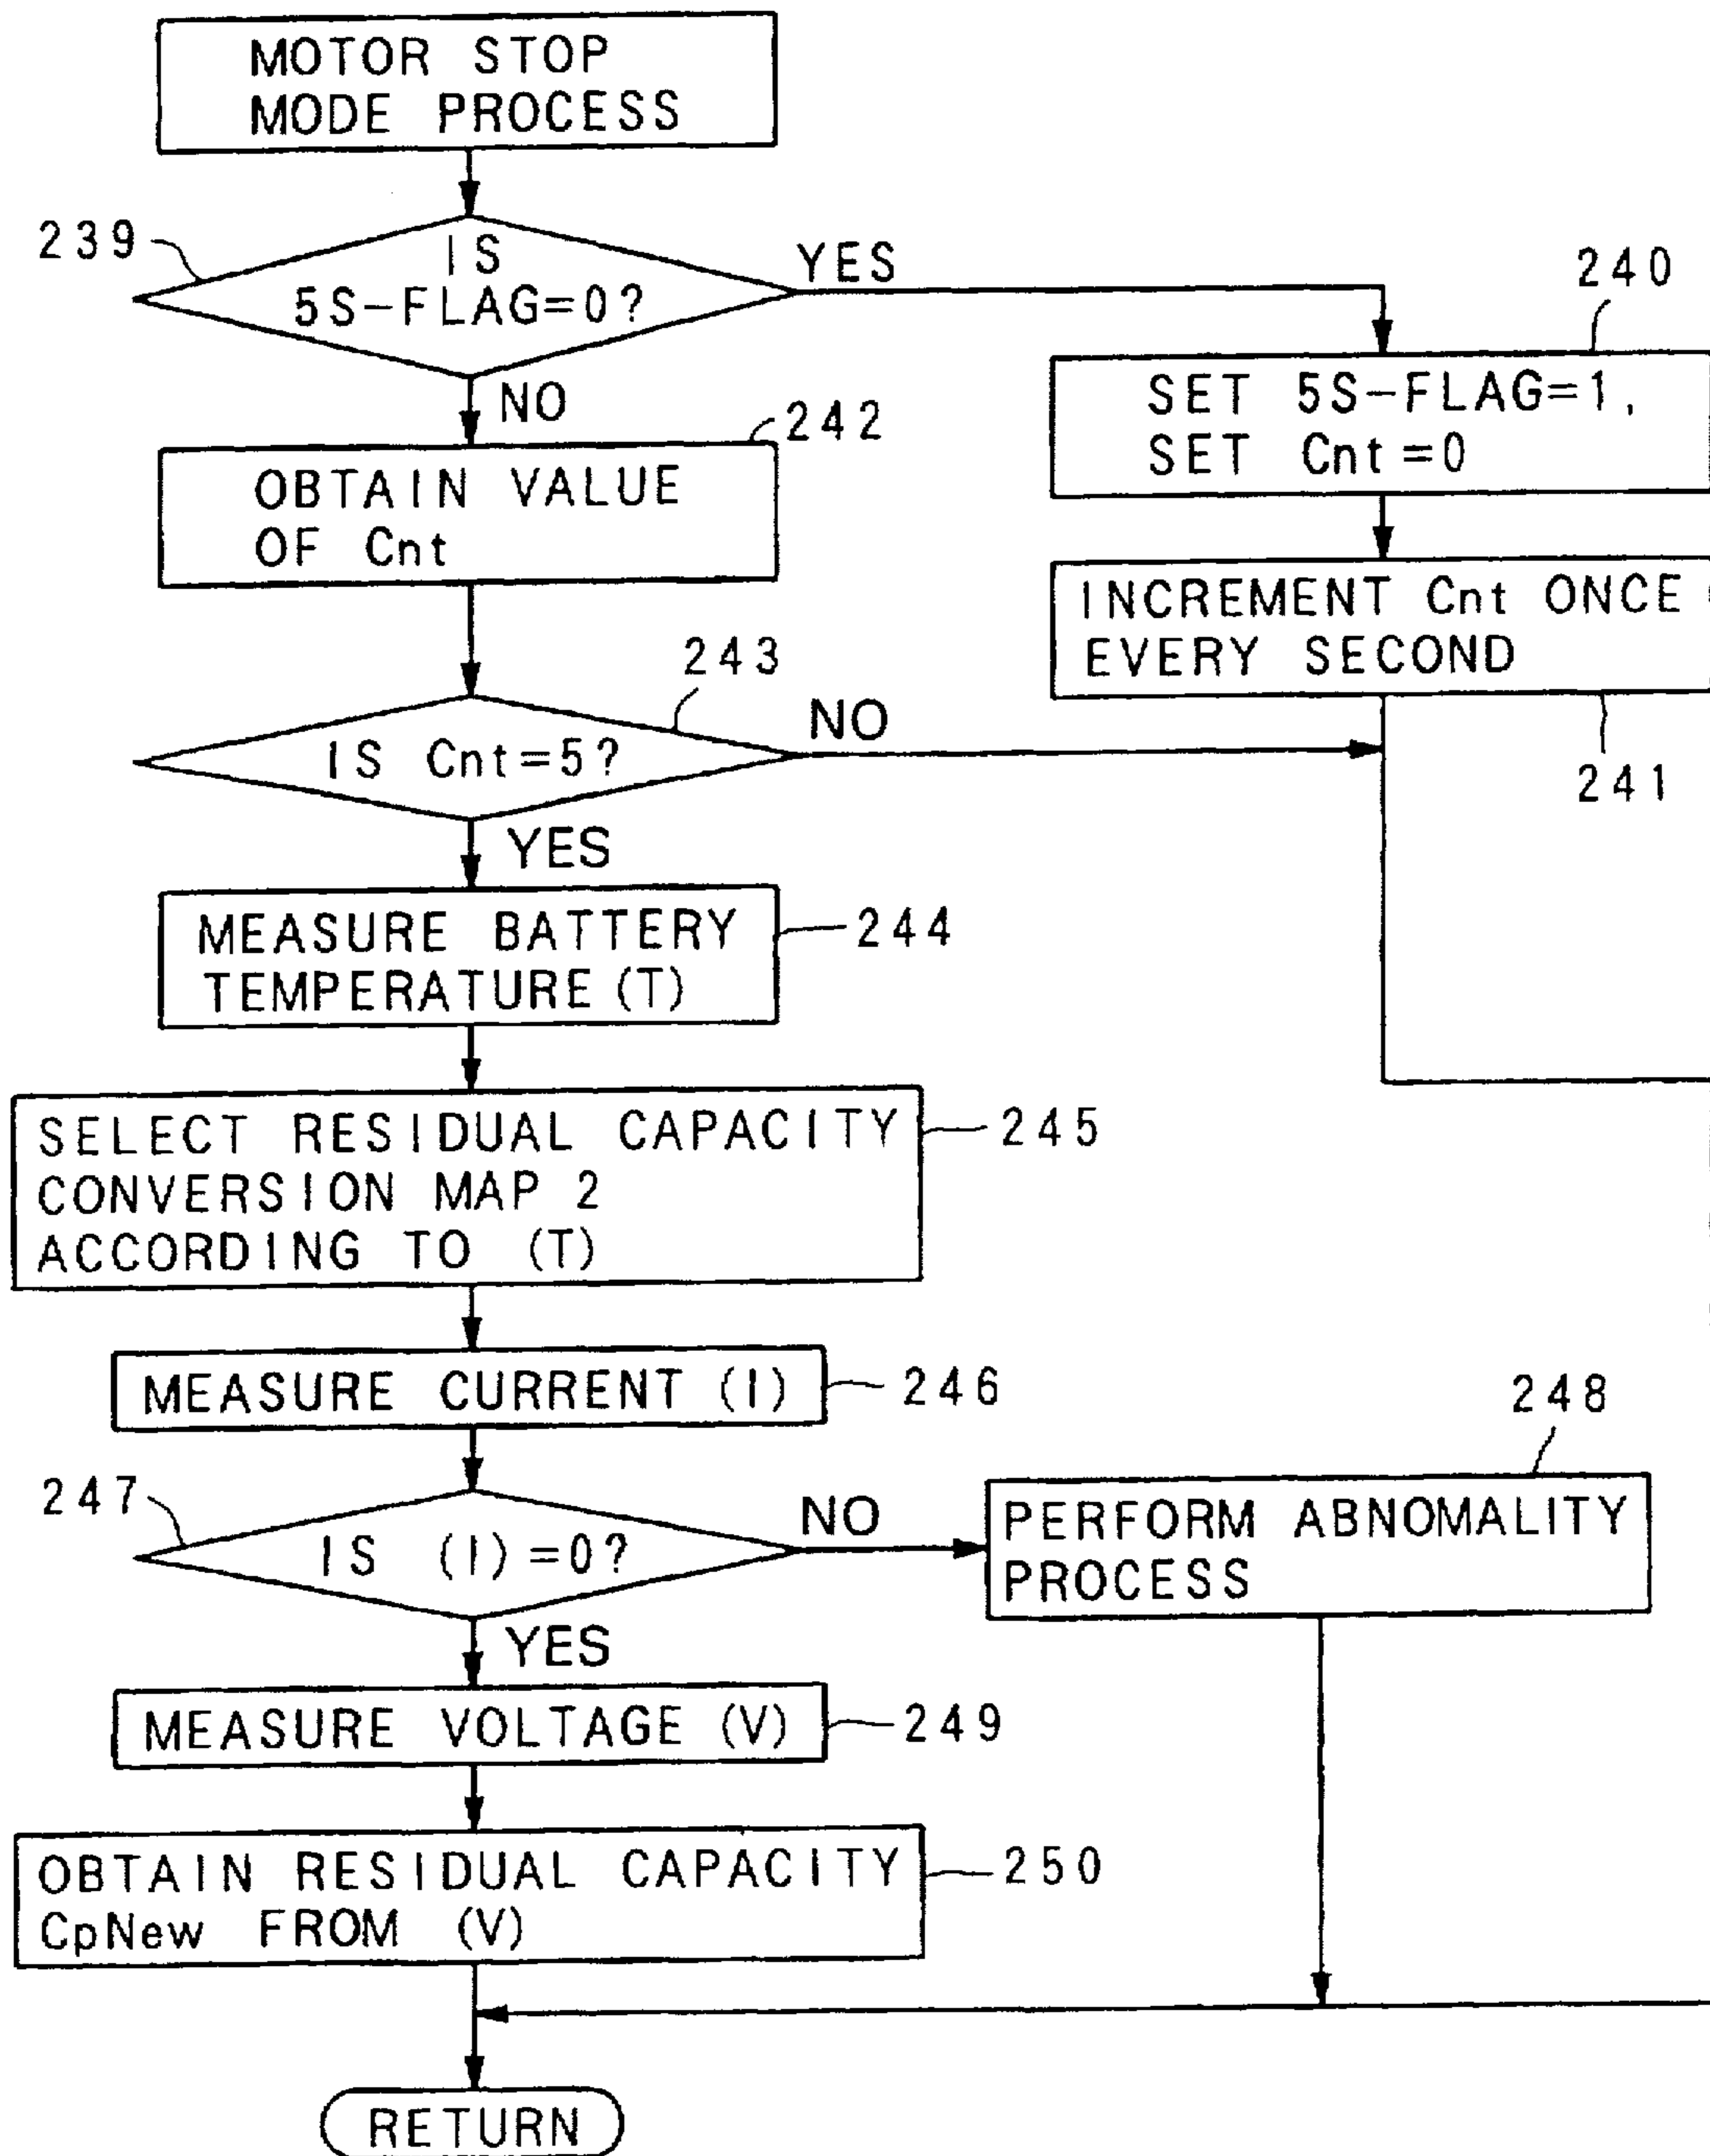 MOTOR STOP
MODE PROCESS
239
IS
5S-FLAG=0?
YES
240
SET 5S-FLAG=1,
SET Cnt=0
NO
242
OBTAIN VALUE
OF Cnt
INCREMENT Cnt ONCE
EVERY SECOND
241
243
IS Cnt=5?
NO
YES
MEASURE BATTERY
TEMPERATURE (T)
244
SELECT RESIDUAL CAPACITY
CONVERSION MAP 2
ACCORDING TO (T)
245
MEASURE CURRENT (I)
246
247
IS (I)=0?
NO
248
PERFORM ABNOMALITY
PROCESS
YES
MEASURE VOLTAGE (V)
249
OBTAIN RESIDUAL CAPACITY
CpNew FROM (V)
250
RETURN